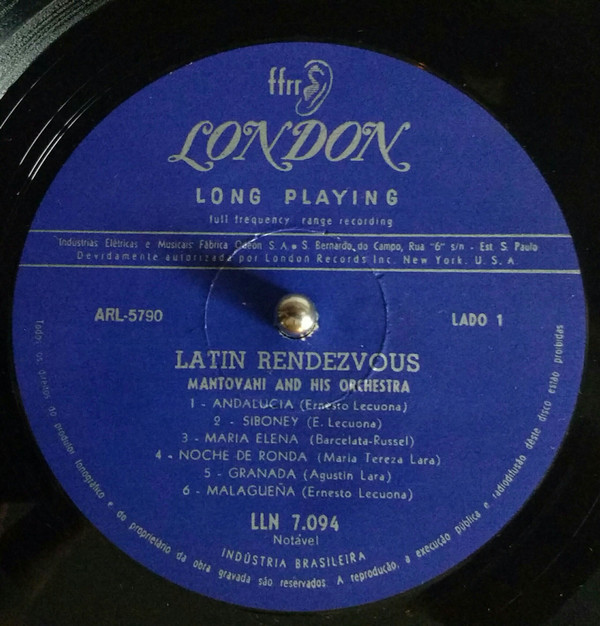 ffrr
LONDON
LONG PLAYING
full frequency range recording
Industrias Elétricas e Musicais Fábrica Odeon S. A. S. Bernardo do Campo, Rua "6" s/n - Est S. Paulo
Devidamente autorizada por London Records Inc. New York. U. S. A
ARL-5790
LADO 1
LATIN RENDEZVOUS
MANTOVANI AND HIS ORCHESTRA
1 - ANDALUCIA (Ernesto Lecuona)
2 - SIBONEY (E. Lecuona)
3 - MARIA ELENA (Barcelata-Russel)
4 - NOCHE DE RONDA (Maria Tereza Lara)
5 - GRANADA (Agustin Lara)
6 - MALAGUEÑA (Ernesto Lecuona)
LLN 7.094
Notável
INDÚSTRIA BRASILEIRA
Todos os direitos do produtor fonográfico e do proprietário da obra gravada são reservados. A reprodução, a execução pública e radiodifusão dêste disco estão proibidas